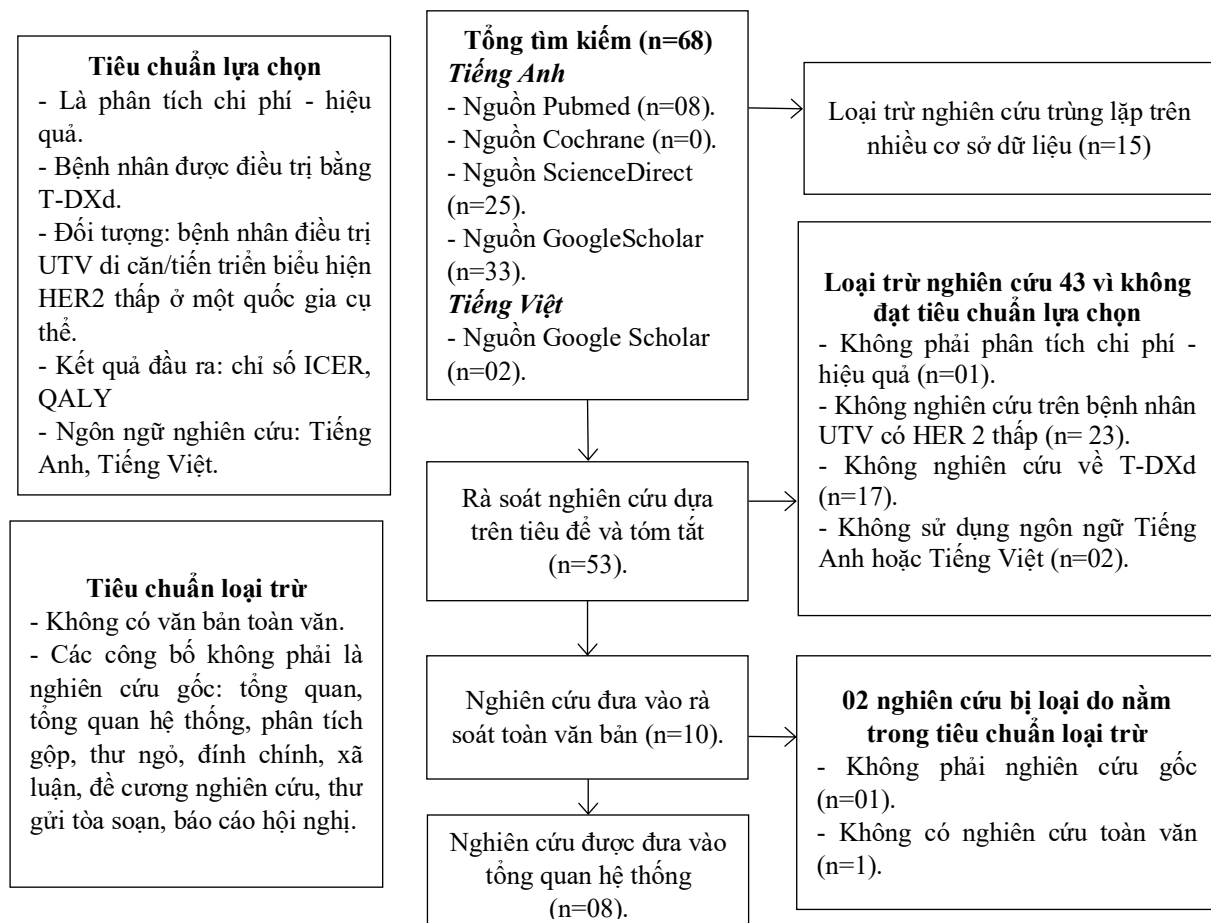 Tiêu chuẩn lựa chọn
- Là phân tích chi phí - hiệu
quả.
- Bệnh nhân được điều trị bằng
T-DXd.
- Đối tượng: bệnh nhân điều trị
UTV di căn/tiến triển biểu hiện
HER2 thấp ở một quốc gia cụ
thể.
- Kết quả đầu ra: chỉ số ICER,
QALY
- Ngôn ngữ nghiên cứu: Tiếng
Anh, Tiếng Việt.
Tiêu chuẩn loại trừ
- Không có văn bản toàn văn.
- Các công bố không phải là
nghiên cứu gốc: tổng quan,
tổng quan hệ thống, phân tích
gộp, thư ngỏ, đính chính, xã
luận, đề cương nghiên cứu, thư
gửi tòa soạn, báo cáo hội nghị.
Tổng tìm kiếm (n=68)
Tiếng Anh
- Nguồn Pubmed (n=08).
- Nguồn Cochrane (n=0).
- Nguồn ScienceDirect
(n=25).
- Nguồn GoogleScholar
(n=33).
Tiếng Việt
- Nguồn Google Scholar
(n=02).
Loại trừ nghiên cứu trùng lặp trên
nhiều cơ sở dữ liệu (n=15)
Rà soát nghiên cứu dựa
trên tiêu để và tóm tắt
(n=53).
Loại trừ nghiên cứu 43 vì không
đạt tiêu chuẩn lựa chọn
- Không phải phân tích chi phí -
hiệu quả (n=01).
- Không nghiên cứu trên bệnh nhân
UTV có HER 2 thấp (n= 23).
- Không nghiên cứu về T-DXd
(n=17).
- Không sử dụng ngôn ngữ Tiếng
Anh hoặc Tiếng Việt (n=02).
Nghiên cứu đưa vào rà
soát toàn văn bản (n=10).
02 nghiên cứu bị loại do nằm
trong tiêu chuẩn loại trừ
- Không phải nghiên cứu gốc
(n=01).
- Không có nghiên cứu toàn văn
(n=1).
Nghiên cứu được đưa vào
tổng quan hệ thống
(n=08).